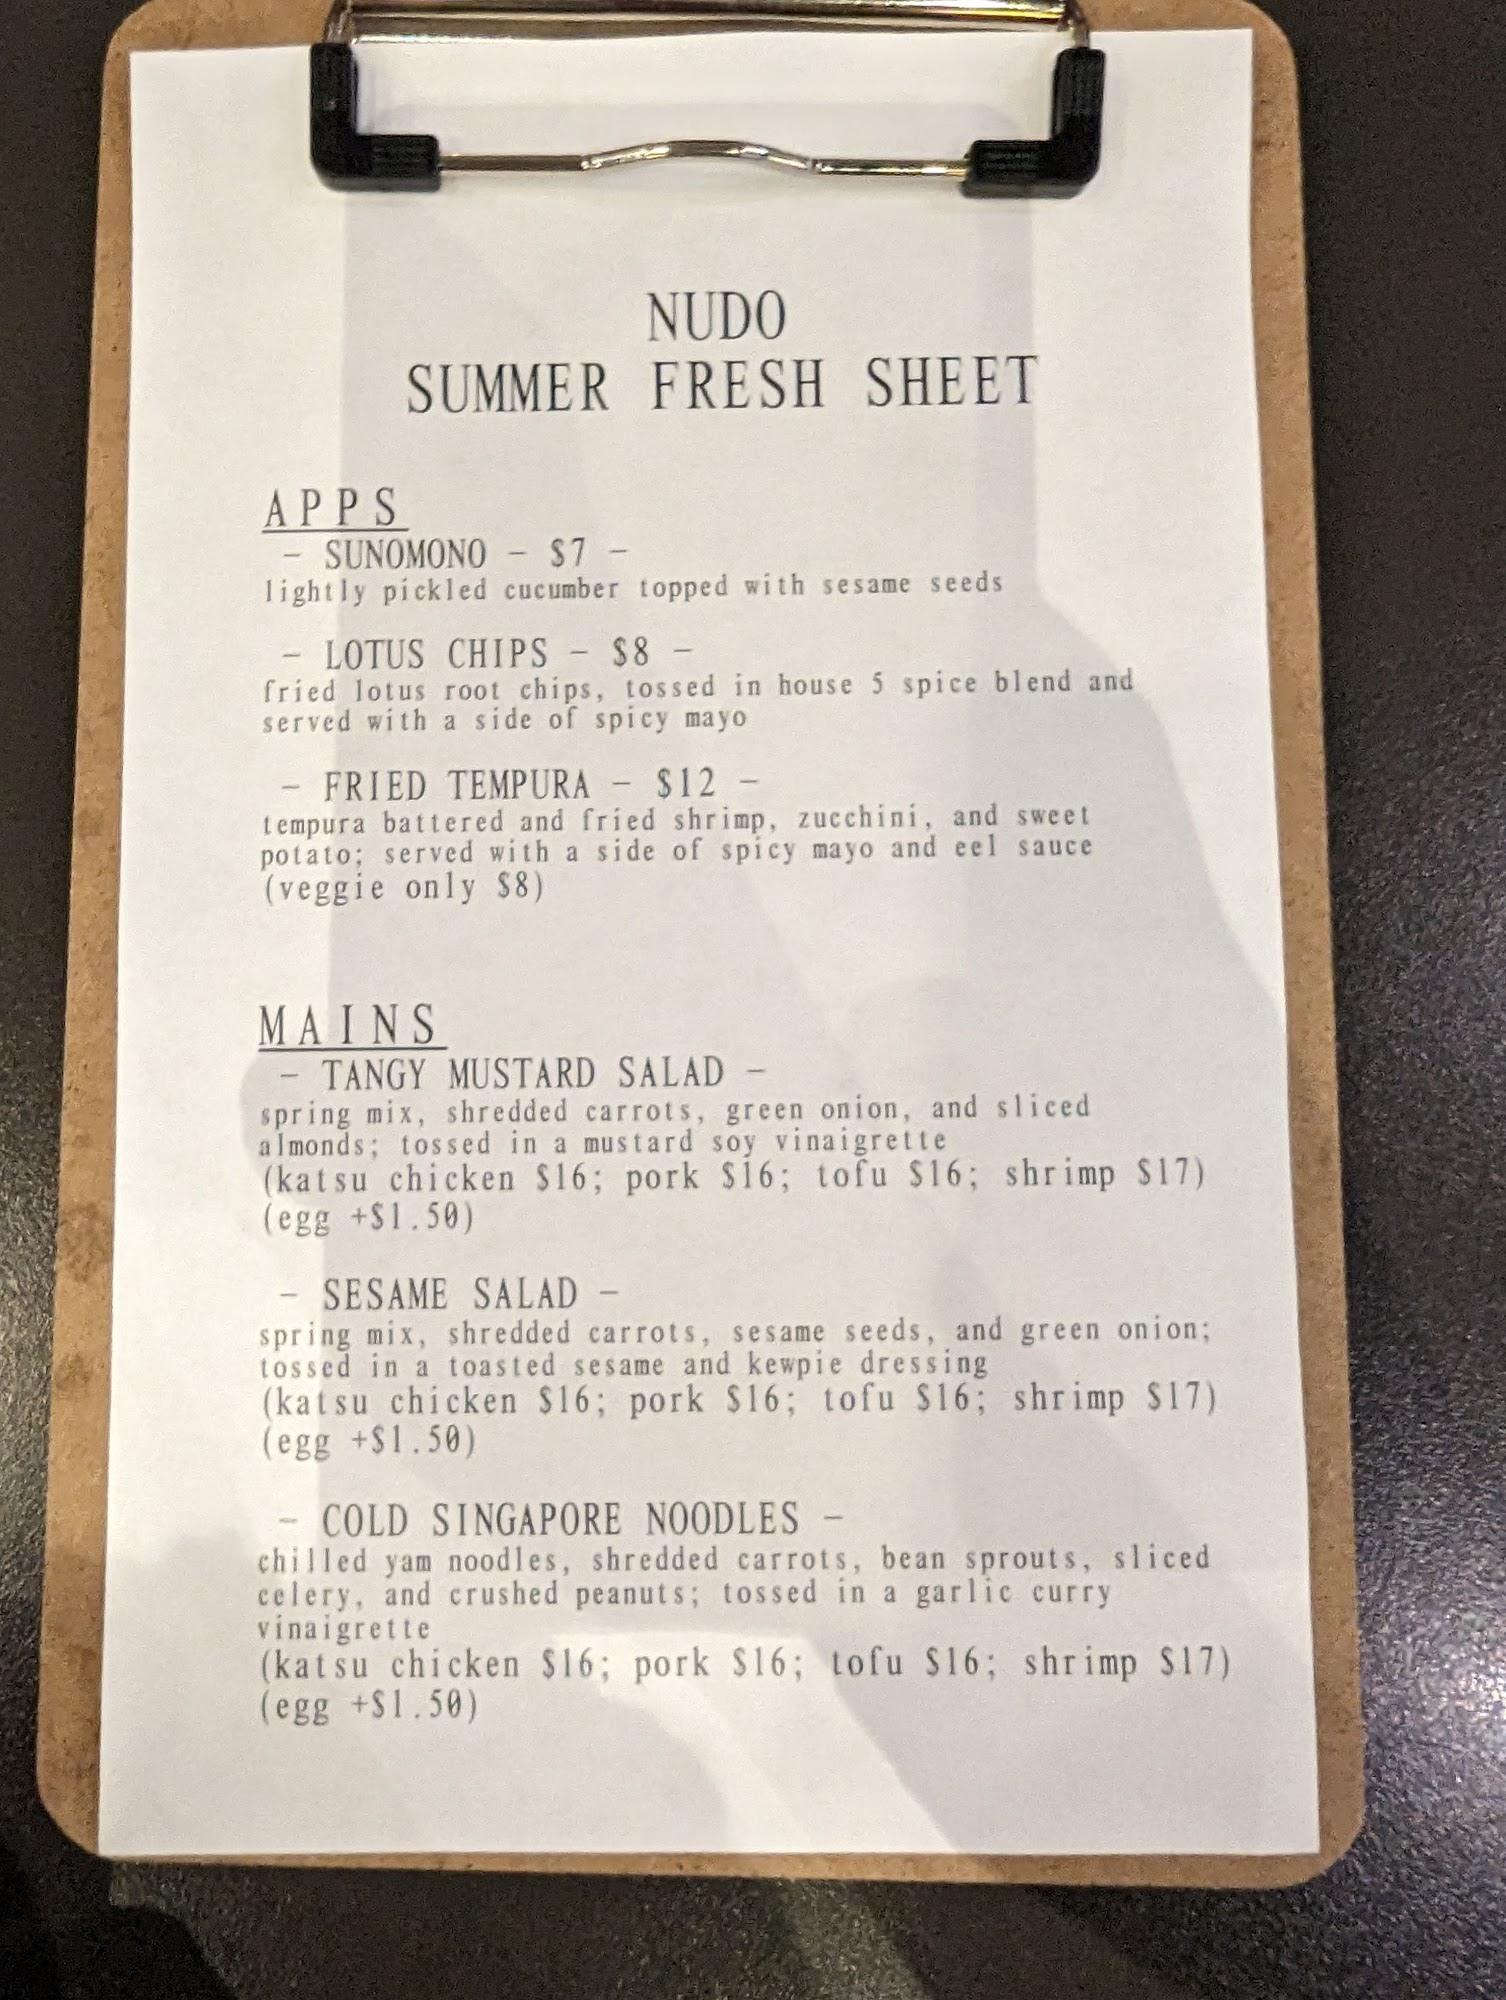 NUDO
SUMMER FRESH SHEET
APPS
- SUNOMONO - $7 -
lightly pickled cucumber topped with sesame seeds
- LOTUS CHIPS - $8 -
fried lotus root chips, tossed in house 5 spice blend and
served with a side of spicy mayo
- FRIED TEMPURA - $12 -
tempura battered and fried shrimp, zucchini, and sweet
potato; served with a side of spicy mayo and eel sauce
(veggie only $8)
MAINS
- TANGY MUSTARD SALAD -
spring mix, shredded carrots, green onion, and sliced
almonds; tossed in a mustard soy vinaigrette
(katsu chicken $16; pork $16; tofu $16; shrimp $17)
(egg +$1.50)
- SESAME SALAD -
spring mix, shredded carrots, sesame seeds, and green onion;
tossed in a toasted sesame and kewpie dressing
(katsu chicken $16; pork $16; tofu $16; shrimp $17)
(egg +$1.50)
- COLD SINGAPORE NOODLES -
chilled yam noodles, shredded carrots, bean sprouts, sliced
celery, and crushed peanuts; tossed in a garlic curry
vinaigrette
(katsu chicken $16; pork $16; tofu $16; shrimp $17)
(egg +$1.50)